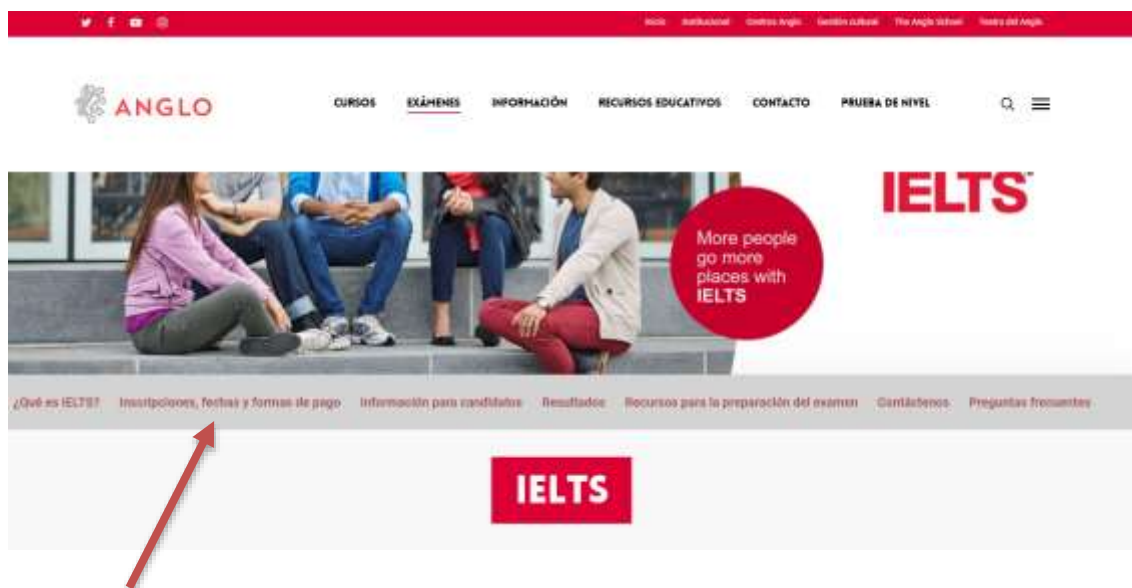 Inicio Institucional Centros Anglo Gestión cultural The Anglo School Teatro del Anglo
ANGLO
CURSOS EXÁMENES INFORMACIÓN RECURSOS EDUCATIVOS CONTACTO PRUEBA DE NIVEL
IELTS
More people
go more
places with
IELTS
¿Qué es IELTS? Inscripciones, fechas y formas de pago Información para candidatos Resultados Recursos para la preparación del examen Contáctenos Preguntas frecuentes
IELTS